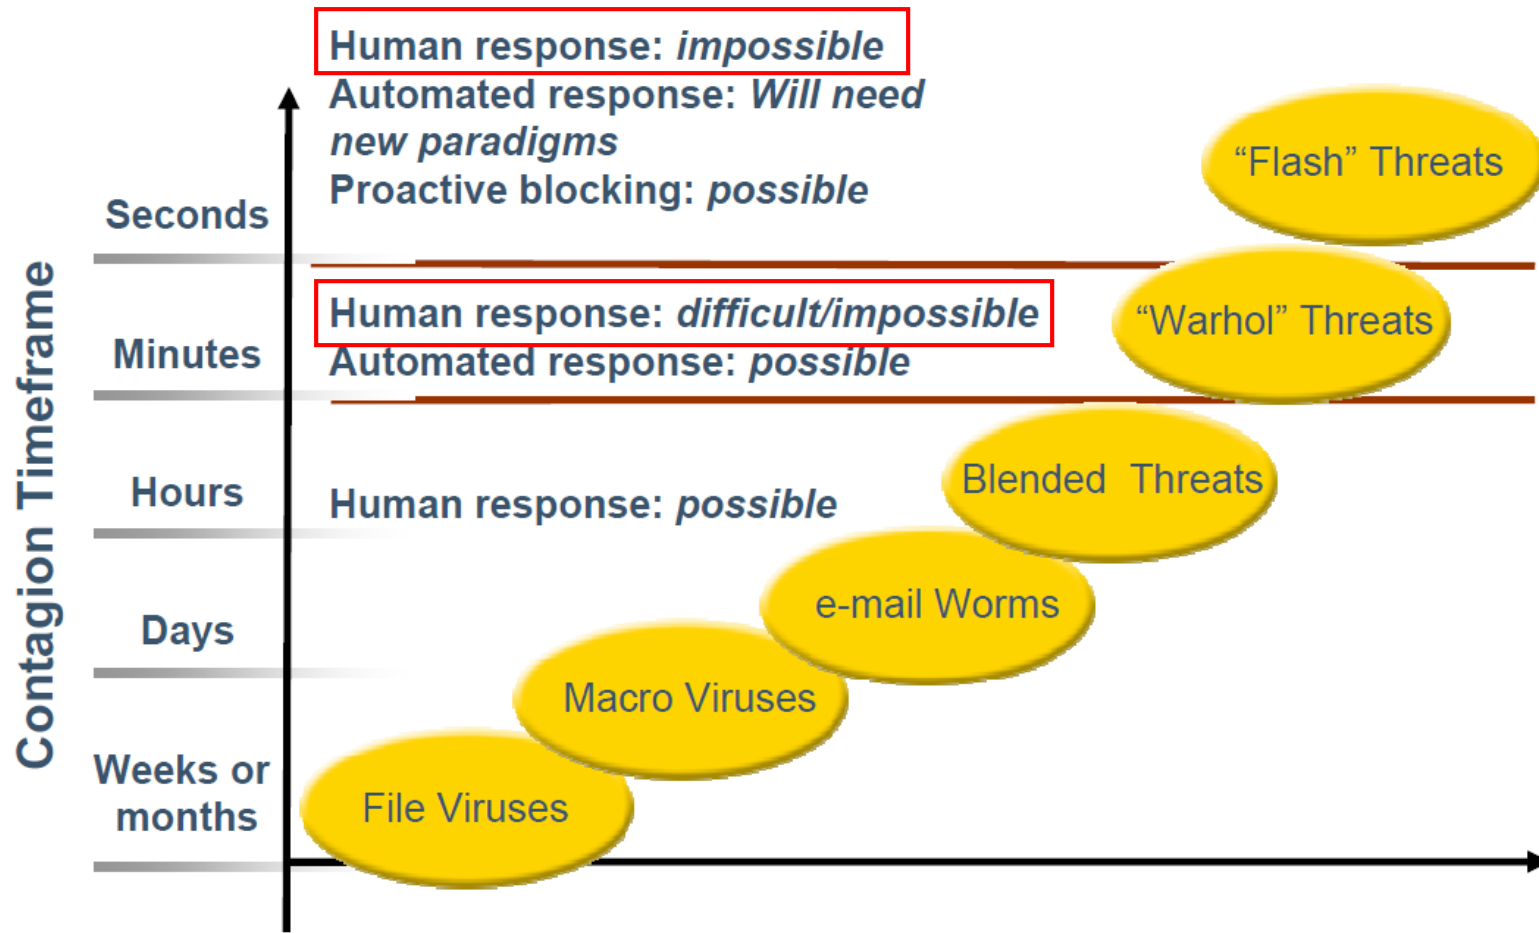 Human response: impossible
Automated response: Will need
new paradigms
Proactive blocking: possible
"Flash" Threats
Seconds
Human response: difficult/impossible
Automated response: possible
"Warhol" Threats
Minutes
Contagion Timeframe
Hours
Human response: possible
Blended Threats
e-mail Worms
Days
Macro Viruses
Weeks or
months
File Viruses